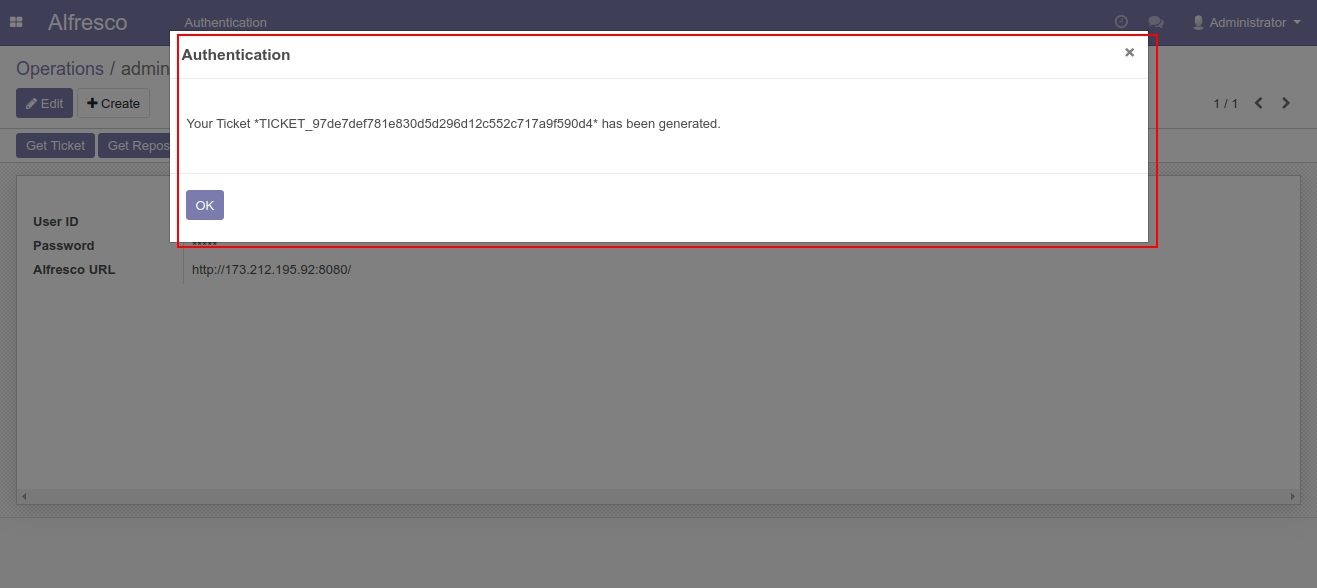 Alfresco Authentication Administrator
Authentication ×
Operations / admin
Edit Create 1 / 1
Your Ticket *TICKET_97de7def781e830d5d296d12c552c717a9f590d4* has been generated.
Get Ticket Get Repos
OK
User ID
Password *****
Alfresco URL http://173.212.195.92:8080/